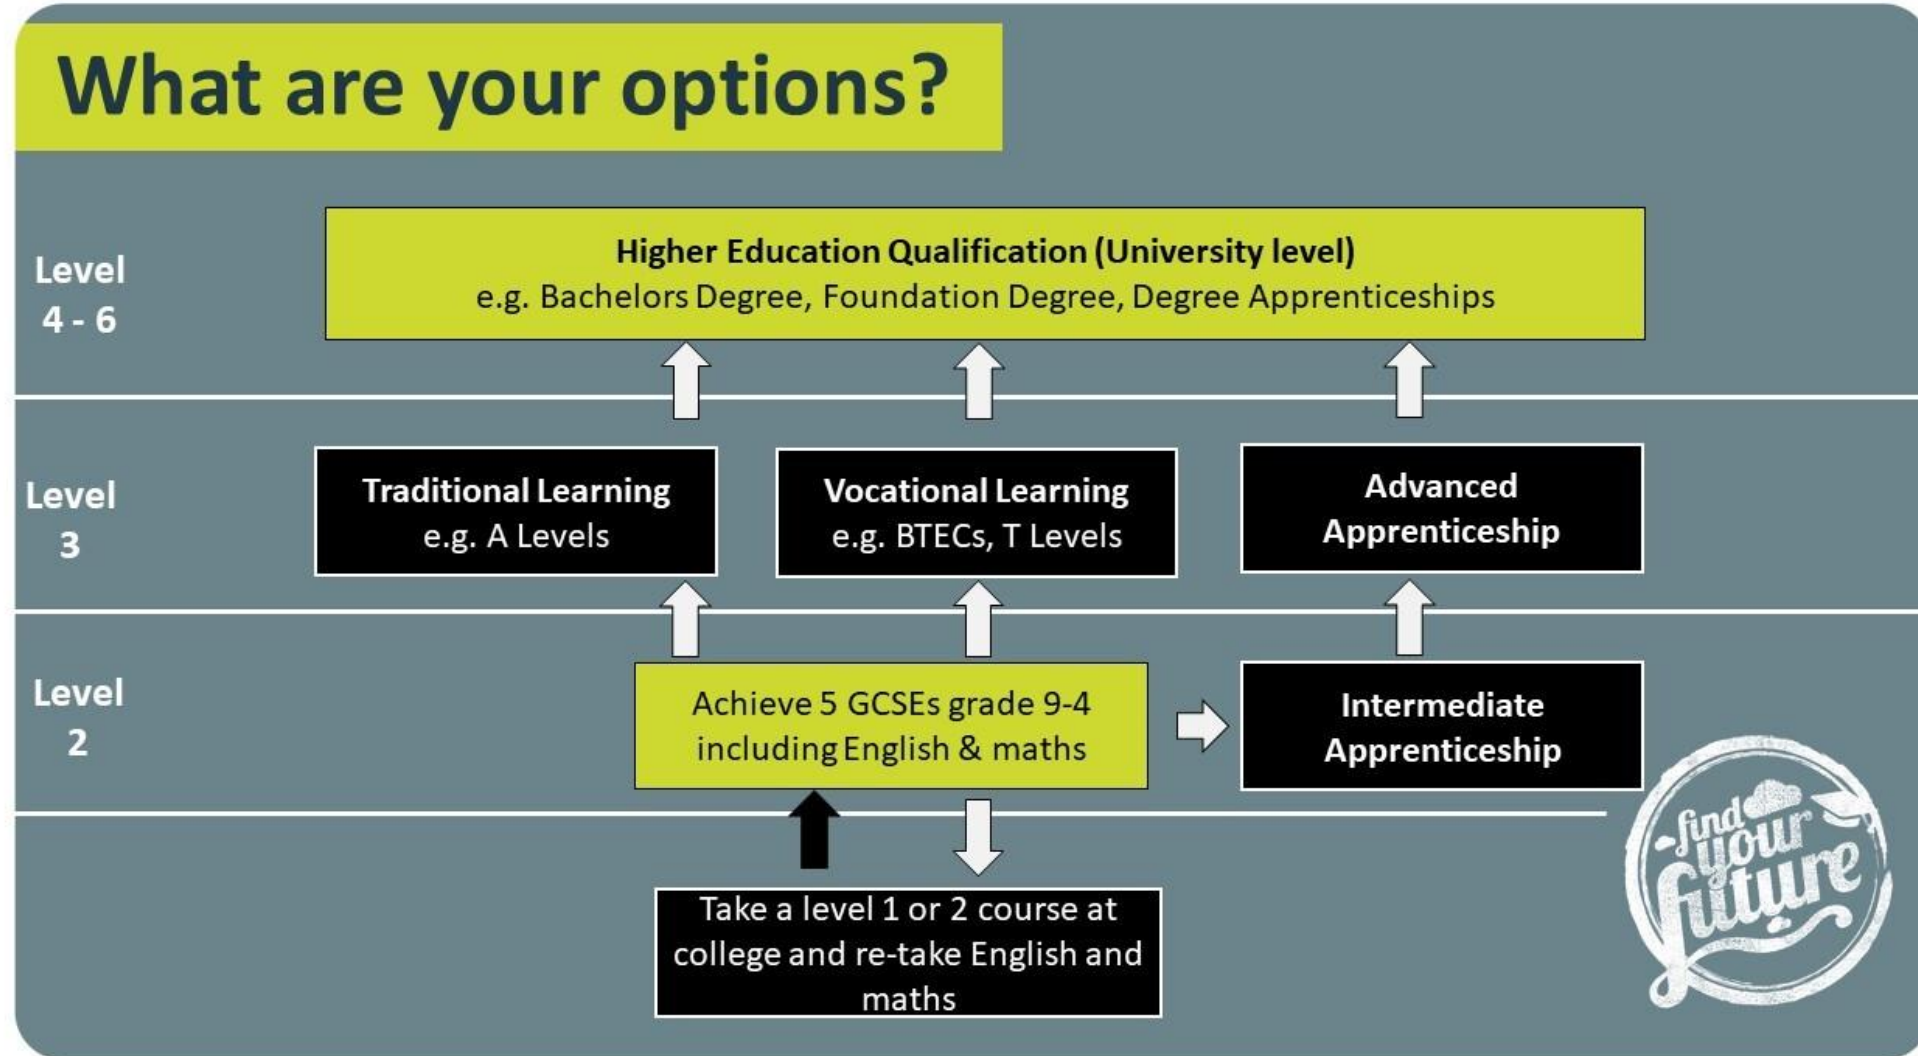 What are your options?
Level
4 - 6
Higher Education Qualification (University level)
e.g. Bachelors Degree, Foundation Degree, Degree Apprenticeships
Level
3
Traditional Learning
e.g. A Levels
Vocational Learning
e.g. BTECs, T Levels
Advanced
Apprenticeship
Level
2
Achieve 5 GCSEs grade 9-4
including English & maths
Intermediate
Apprenticeship
Take a level 1 or 2 course at
college and re-take English and
maths
find
your
future